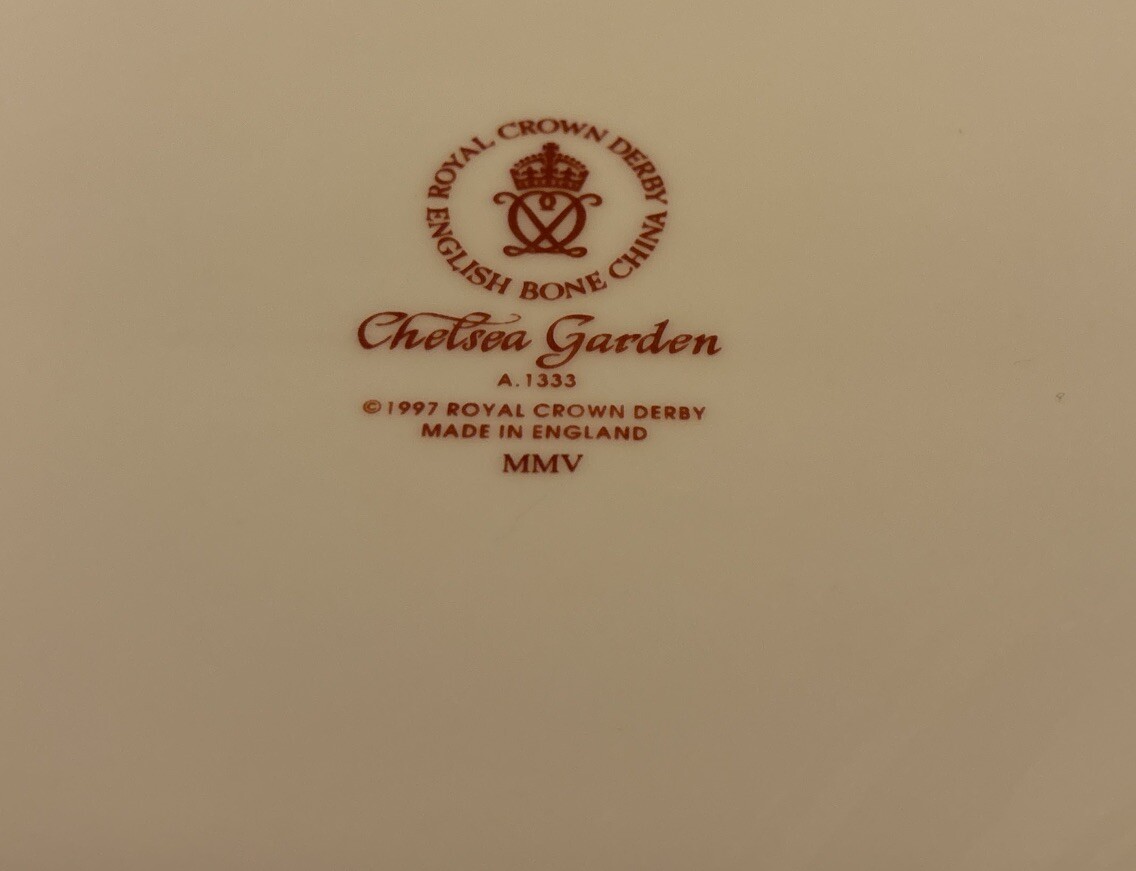 ROYAL CROWN DERBY
ENGLISH BONE CHINA
Chelsea Garden
A.1333
©1997 ROYAL CROWN DERBY
MADE IN ENGLAND
MMV